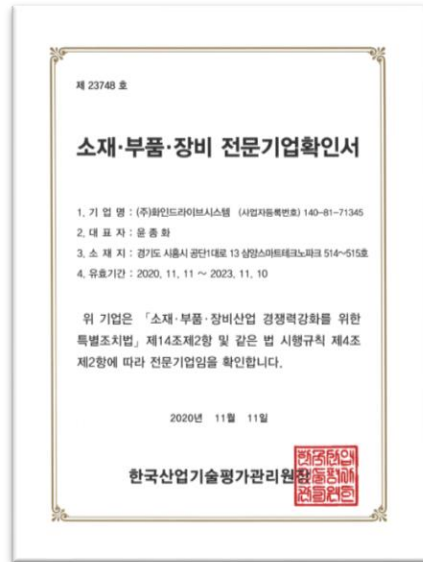 제 23748 호
소재·부품·장비 전문기업확인서
1. 기 업 명 : (주)화인드라이브시스템 (사업자등록번호) 140-81-71345
2. 대 표 자 : 윤 종 화
3. 소 재 지 : 경기도 시흥시 공단1대로 13 삼양스마트테크노파크 514~515호
4. 유효기간 : 2020. 11. 11 ~ 2023. 11. 10
위 기업은 「소재·부품·장비산업 경쟁력강화를 위한
특별조치법」 제14조제2항 및 같은 법 시행규칙 제4조
제2항에 따라 전문기업임을 확인합니다.
2020년 11월 11일
한국산업기술평가관리원장